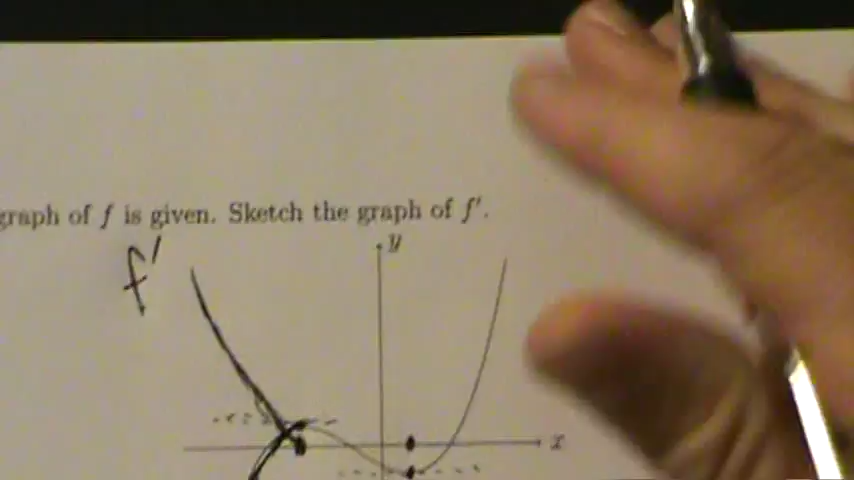 graph of f is given. Sketch the graph of f′.
y
f′
x